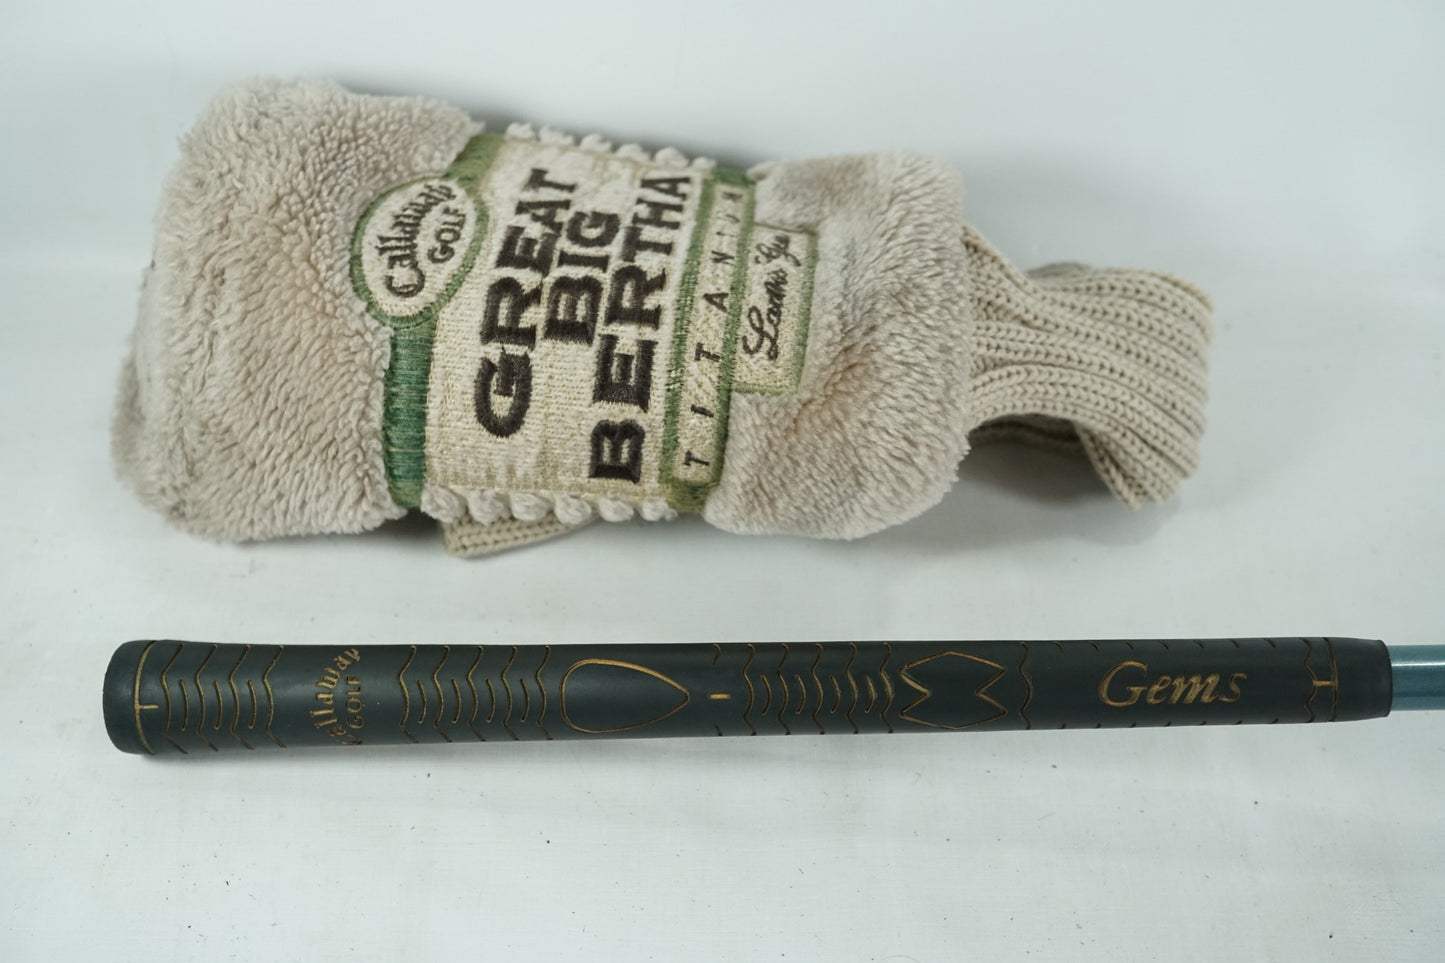 Callaway
GOLF
GREAT
BIG
BERTHA
TITANIUM
Callaway
GOLF
Gems